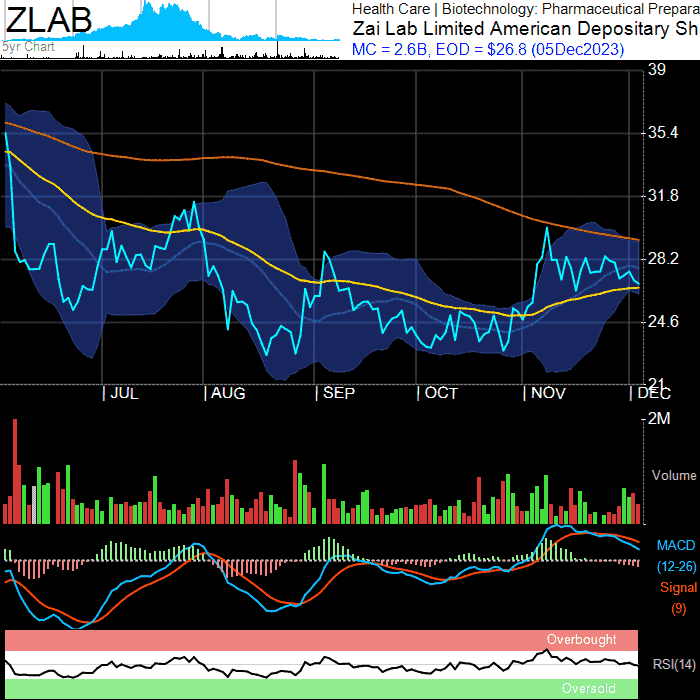 ZLAB
5yr Chart
Health Care | Biotechnology: Pharmaceutical Prepara
Zai Lab Limited American Depositary Sh
MC = 2.6B, EOD = $26.8 (05Dec2023)
39
35.4
31.8
28.2
24.6
21
JUL AUG SEP OCT NOV DEC
2M
Volume
MACD
(12-26)
Signal
(9)
Overbought
RSI(14)
Oversold